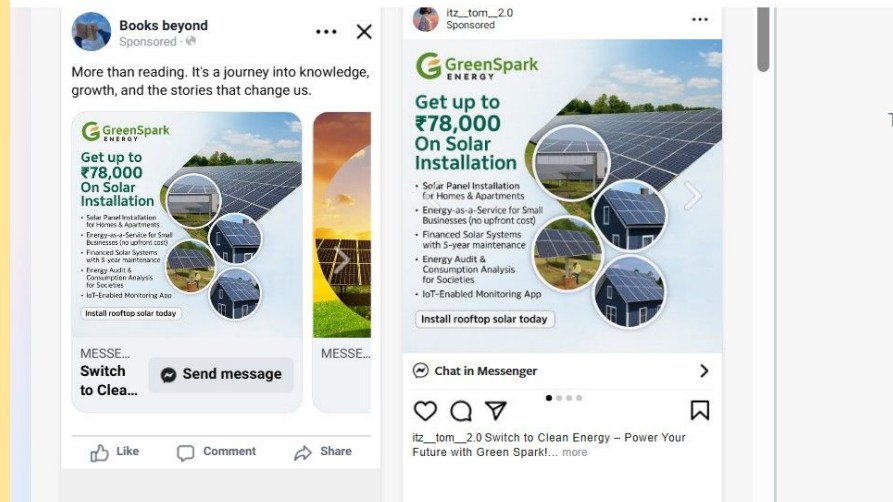 Books beyond
Sponsored ·
More than reading. It's a journey into knowledge,
growth, and the stories that change us.
GreenSpark
ENERGY
Get up to
₹78,000
On Solar
Installation
• Solar Panel Installation
for Homes & Apartments
• Energy-as-a-Service for Small
Businesses (no upfront cost)
• Financed Solar Systems
with 5-year maintenance
• Energy Audit &
Consumption Analysis
for Societies
• IoT-Enabled Monitoring App
Install rooftop solar today
MESSE...
Switch
to Clea...
Send message
MESSE...
Like
Comment
Share
itz__tom__2.0
Sponsored
GreenSpark
ENERGY
Get up to
₹78,000
On Solar
Installation
• Solar Panel Installation
for Homes & Apartments
• Energy-as-a-Service for Small
Businesses (no upfront cost)
• Financed Solar Systems
with 5-year maintenance
• Energy Audit &
Consumption Analysis
for Societies
• IoT-Enabled Monitoring App
Install rooftop solar today
Chat in Messenger
itz__tom__2.0 Switch to Clean Energy – Power Your
Future with Green Spark!... more